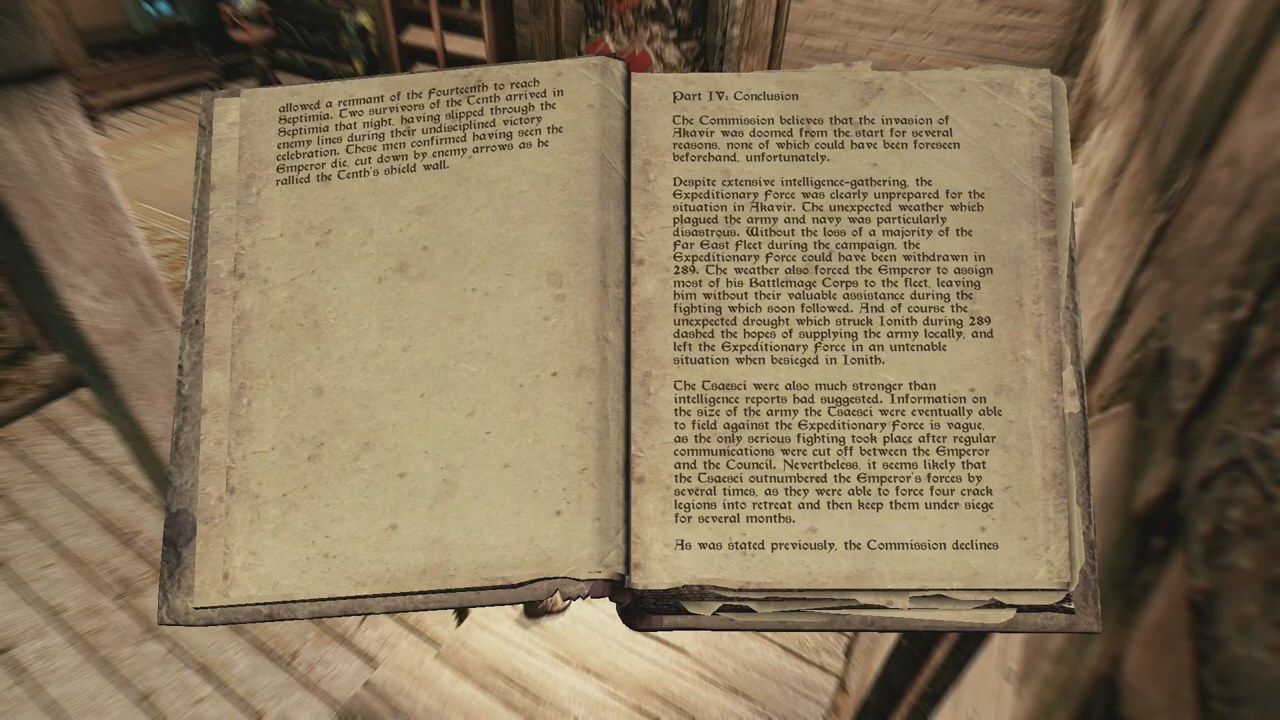 allowed a remnant of the Fourteenth to reach
Septimia. Two survivors of the Tenth arrived in
Septimia that night, having slipped through the
enemy lines during their undisciplined victory
celebration. These men confirmed having seen the
Emperor die, cut down by enemy arrows as he
rallied the Tenth's shield wall.
Part IV: Conclusion
The Commission believes that the invasion of
Akavir was doomed from the start for several
reasons, none of which could have been foreseen
beforehand, unfortunately.
Despite extensive intelligence-gathering, the
Expeditionary Force was clearly unprepared for the
situation in Akavir. The unexpected weather which
plagued the army and navy was particularly
disastrous. Without the loss of a majority of the
Far East Fleet during the campaign, the
Expeditionary Force could have been withdrawn in
289. The weather also forced the Emperor to assign
most of his Battlemage Corps to the fleet, leaving
him without their valuable assistance during the
fighting which soon followed. And of course the
unexpected drought which struck Ionith during 289
dashed the hopes of supplying the army locally, and
left the Expeditionary Force in an untenable
situation when besieged in Ionith.
The Tsaesci were also much stronger than
intelligence reports had suggested. Information on
the size of the army the Tsaesci were eventually able
to field against the Expeditionary Force is vague,
as the only serious fighting took place after regular
communications were cut off between the Emperor
and the Council. Nevertheless, it seems likely that
the Tsaesci outnumbered the Emperor's forces by
several times, as they were able to force four crack
legions into retreat and then keep them under siege
for several months.
As was stated previously, the Commission declines